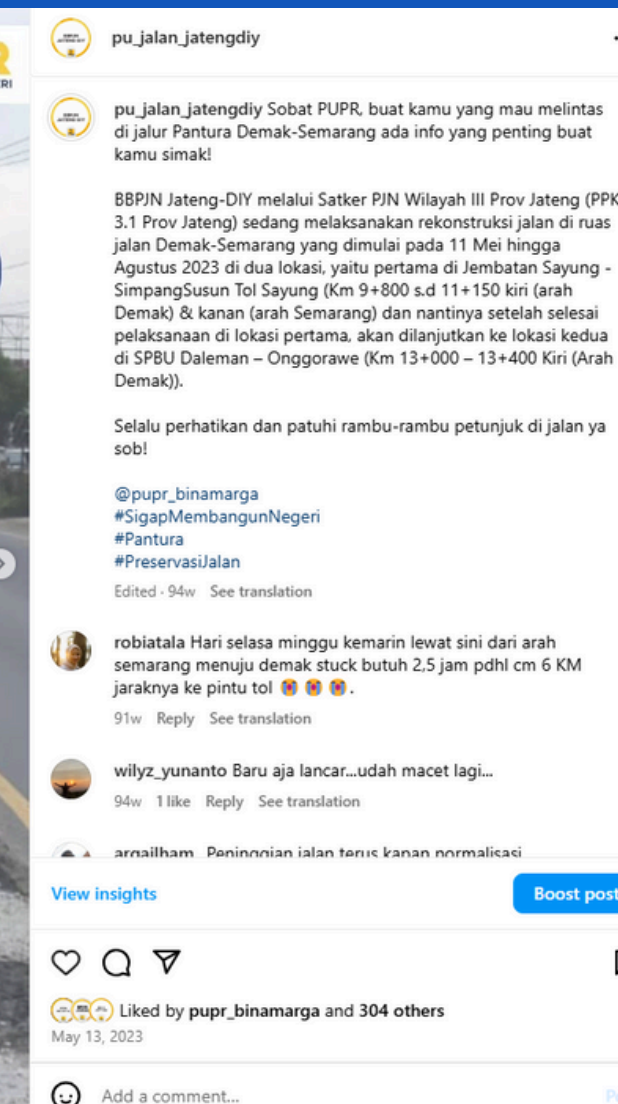 RI
pu_jalan_jatengdiy
pu_jalan_jatengdiy Sobat PUPR, buat kamu yang mau melintas
di jalur Pantura Demak-Semarang ada info yang penting buat
kamu simak!
BBPJN Jateng-DIY melalui Satker PJN Wilayah III Prov Jateng (PPK
3.1 Prov Jateng) sedang melaksanakan rekonstruksi jalan di ruas
jalan Demak-Semarang yang dimulai pada 11 Mei hingga
Agustus 2023 di dua lokasi, yaitu pertama di Jembatan Sayung -
SimpangSusun Tol Sayung (Km 9+800 s.d 11+150 kiri (arah
Demak) & kanan (arah Semarang) dan nantinya setelah selesai
pelaksanaan di lokasi pertama, akan dilanjutkan ke lokasi kedua
di SPBU Daleman – Onggorawe (Km 13+000 – 13+400 Kiri (Arah
Demak)).
Selalu perhatikan dan patuhi rambu-rambu petunjuk di jalan ya
sob!
@pupr_binamarga
#SigapMembangunNegeri
#Pantura
#PreservasiJalan
Edited · 94w See translation
robiatala Hari selasa minggu kemarin lewat sini dari arah
semarang menuju demak stuck butuh 2,5 jam pdhl cm 6 KM
jaraknya ke pintu tol 😭 😭 😭 .
91w Reply See translation
wilyz_yunanto Baru aja lancar...udah macet lagi...
94w 1 like Reply See translation
argailham_ Peninggian jalan terus kapan normalisasi
View insights
Boost post
Liked by pupr_binamarga and 304 others
May 13, 2023
Add a comment...